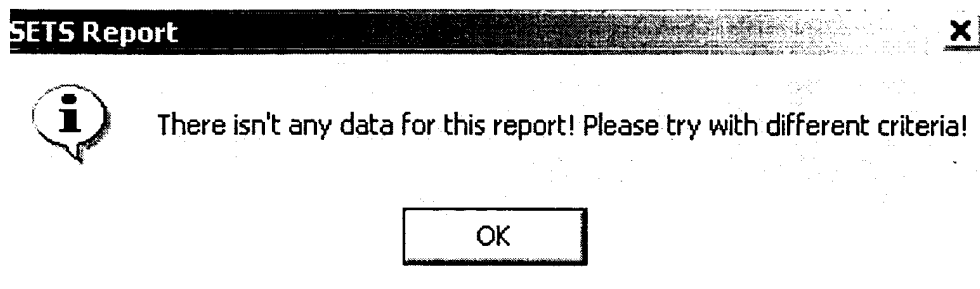 SETS Report
There isn't any data for this report! Please try with different criteria!
OK